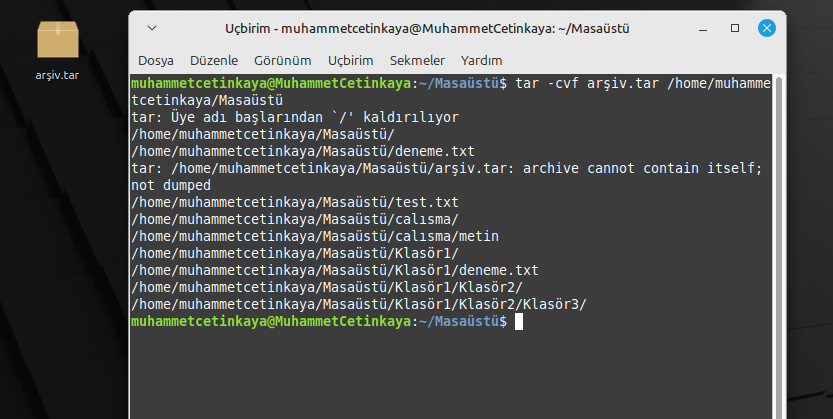 arşiv.tar
Uçbirim - muhammetcetinkaya@MuhammetCetinkaya: ~/Masaüstü
Dosya Düzenle Görünüm Uçbirim Sekmeler Yardım
muhammetcetinkaya@MuhammetCetinkaya:~/Masaüstü$ tar -cvf arşiv.tar /home/muhamme
tcetinkaya/Masaüstü
tar: Üye adı başlarından `/' kaldırılıyor
/home/muhammetcetinkaya/Masaüstü/
/home/muhammetcetinkaya/Masaüstü/deneme.txt
tar: /home/muhammetcetinkaya/Masaüstü/arşiv.tar: archive cannot contain itself;
not dumped
/home/muhammetcetinkaya/Masaüstü/test.txt
/home/muhammetcetinkaya/Masaüstü/calısma/
/home/muhammetcetinkaya/Masaüstü/calısma/metin
/home/muhammetcetinkaya/Masaüstü/Klasör1/
/home/muhammetcetinkaya/Masaüstü/Klasör1/deneme.txt
/home/muhammetcetinkaya/Masaüstü/Klasör1/Klasör2/
/home/muhammetcetinkaya/Masaüstü/Klasör1/Klasör2/Klasör3/
muhammetcetinkaya@MuhammetCetinkaya:~/Masaüstü$